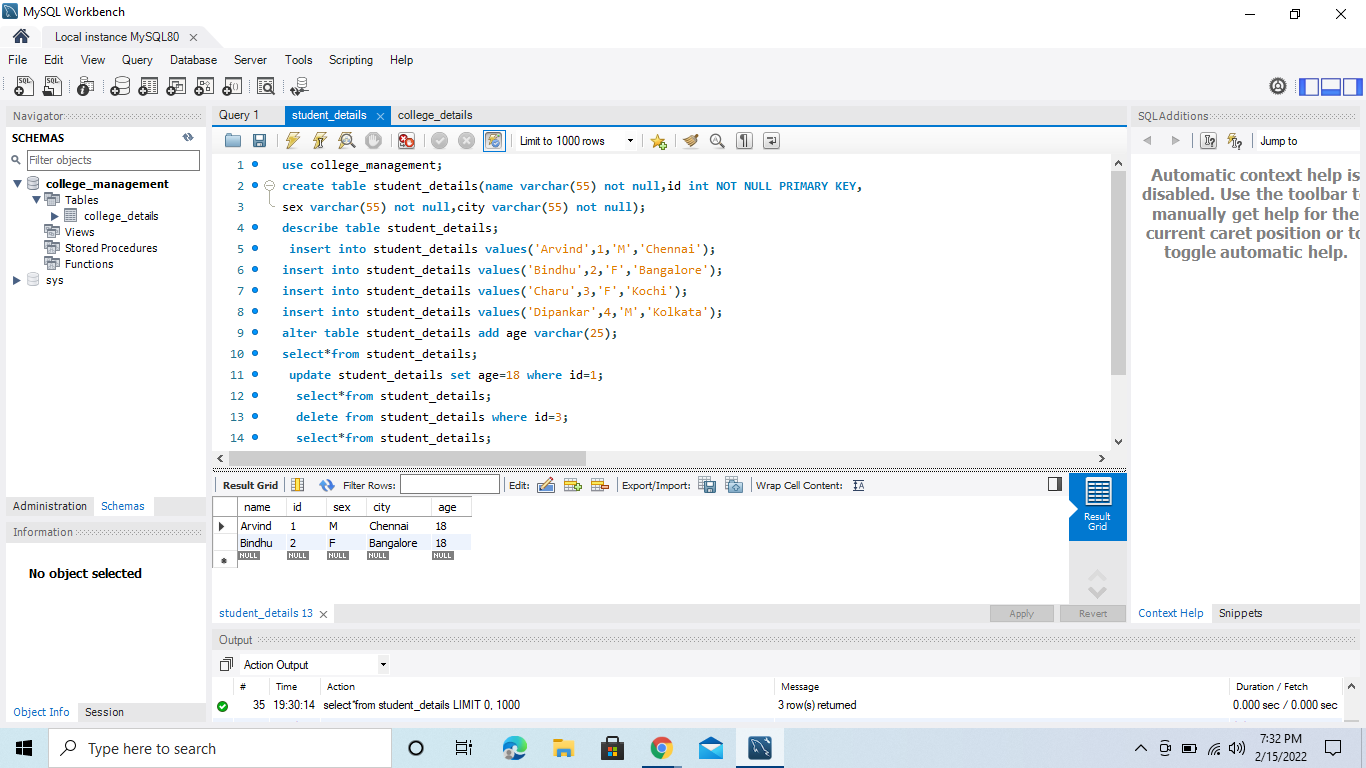 MySQL Workbench
Local instance MySQL80
File Edit View Query Database Server Tools Scripting Help
Navigator
SCHEMAS
Filter objects
college_management
Tables
college_details
Views
Stored Procedures
Functions
sys
Administration Schemas
Information
No object selected
Object Info Session
Query 1 student_details college_details
Limit to 1000 rows
1 use college_management;
2 create table student_details(name varchar(55) not null,id int NOT NULL PRIMARY KEY,
3 sex varchar(55) not null,city varchar(55) not null);
4 describe table student_details;
5 insert into student_details values('Arvind',1,'M','Chennai');
6 insert into student_details values('Bindhu',2,'F','Bangalore');
7 insert into student_details values('Charu',3,'F','Kochi');
8 insert into student_details values('Dipankar',4,'M','Kolkata');
9 alter table student_details add age varchar(25);
10 select*from student_details;
11 update student_details set age=18 where id=1;
12 select*from student_details;
13 delete from student_details where id=3;
14 select*from student_details;
Result Grid Filter Rows: Edit: Export/Import: Wrap Cell Content:
name id sex city age
Arvind 1 M Chennai 18
Bindhu 2 F Bangalore 18
NULL NULL NULL NULL NULL
Result
Grid
student_details 13 Apply Revert
SQLAdditions
Jump to
Automatic context help is
disabled. Use the toolbar t
manually get help for the
current caret position or to
toggle automatic help.
Context Help Snippets
Output
Action Output
# Time Action Message Duration / Fetch
35 19:30:14 select*from student_details LIMIT 0, 1000 3 row(s) returned 0.000 sec / 0.000 sec
Type here to search
7:32 PM
2/15/2022